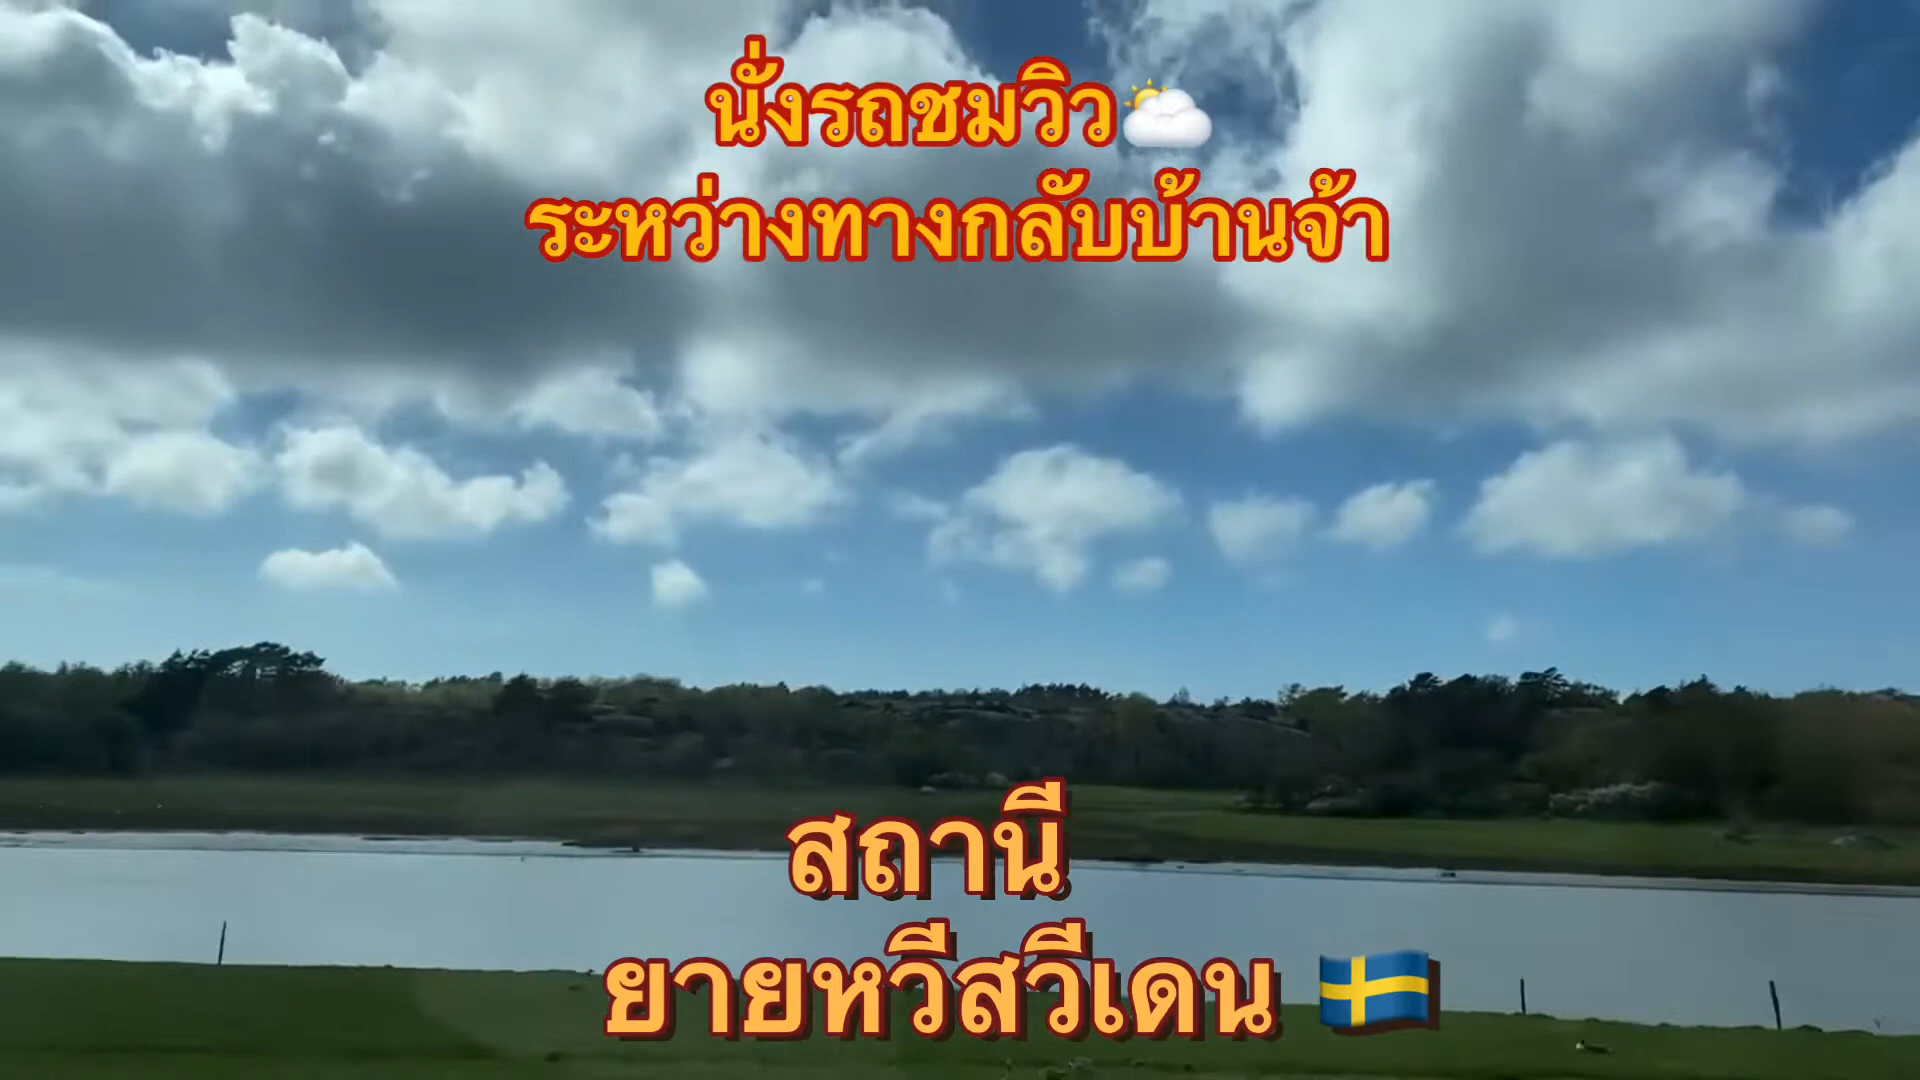 นั่งรถชมวิว🌥️
ระหว่างทางกลับบ้านจ้า
สถานี
ยายหวีสวีเดน 🇸🇪